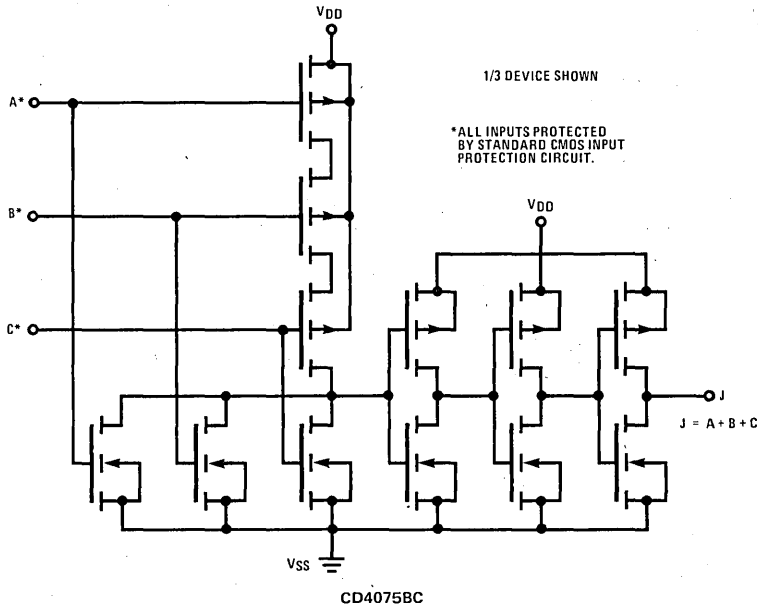 VDD
1/3 DEVICE SHOWN
A*
*ALL INPUTS PROTECTED
BY STANDARD CMOS INPUT
PROTECTION CIRCUIT.
B*
VDD
C*
J
J = A + B + C
VSS
CD4075BC